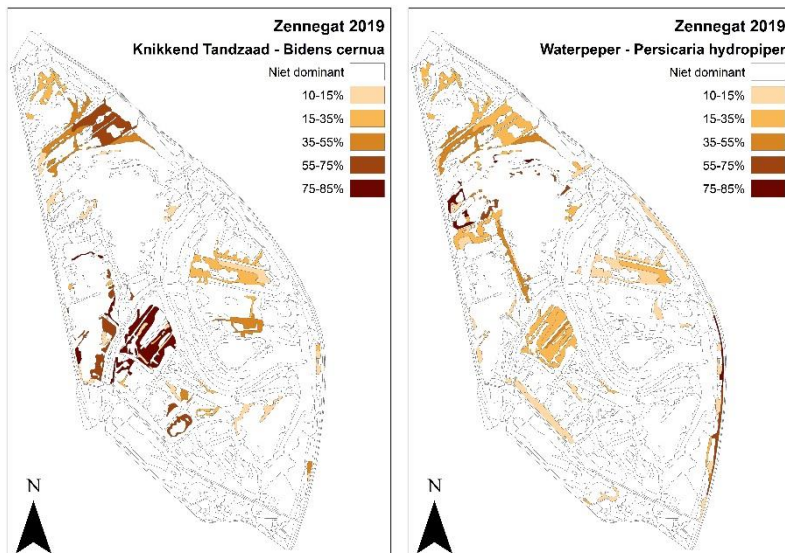 Zennegat 2019
Knikkend Tandzaad - Bidens cernua
Niet dominant
10-15%
15-35%
35-55%
55-75%
75-85%
N
Zennegat 2019
Waterpeper - Persicaria hydropiper
Niet dominant
10-15%
15-35%
35-55%
55-75%
75-85%
N